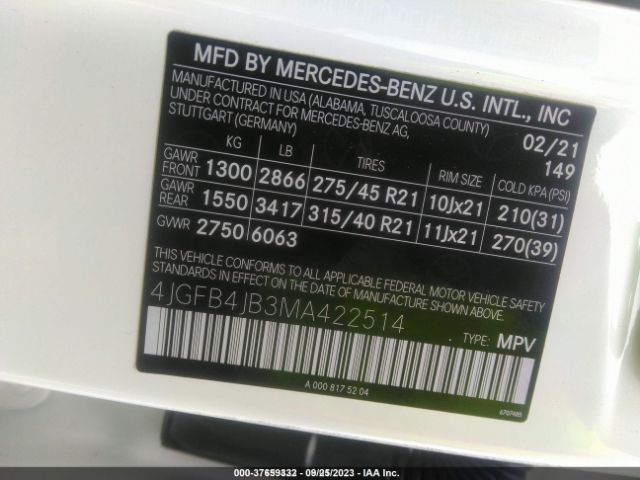 MFD BY MERCEDES-BENZ U.S. INTL., INC
MANUFACTURED IN USA (ALABAMA, TUSCALOOSA COUNTY)
UNDER CONTRACT FOR MERCEDES-BENZ AG,
STUTTGART (GERMANY)
02/21
149
KG LB TIRES RIM SIZE COLD KPA (PSI)
GAWR FRONT 1300 2866 275/45 R21 10Jx21 210(31)
GAWR REAR 1550 3417 315/40 R21 11Jx21 270(39)
GVWR 2750 6063
THIS VEHICLE CONFORMS TO ALL APPLICABLE FEDERAL MOTOR VEHICLE SAFETY
STANDARDS IN EFFECT ON THE DATE OF MANUFACTURE SHOWN ABOVE.
4JGFB4JB3MA422514
TYPE: MPV
A 000 817 52 04
6707485
000-37659332 - 09/25/2023 - IAA Inc.